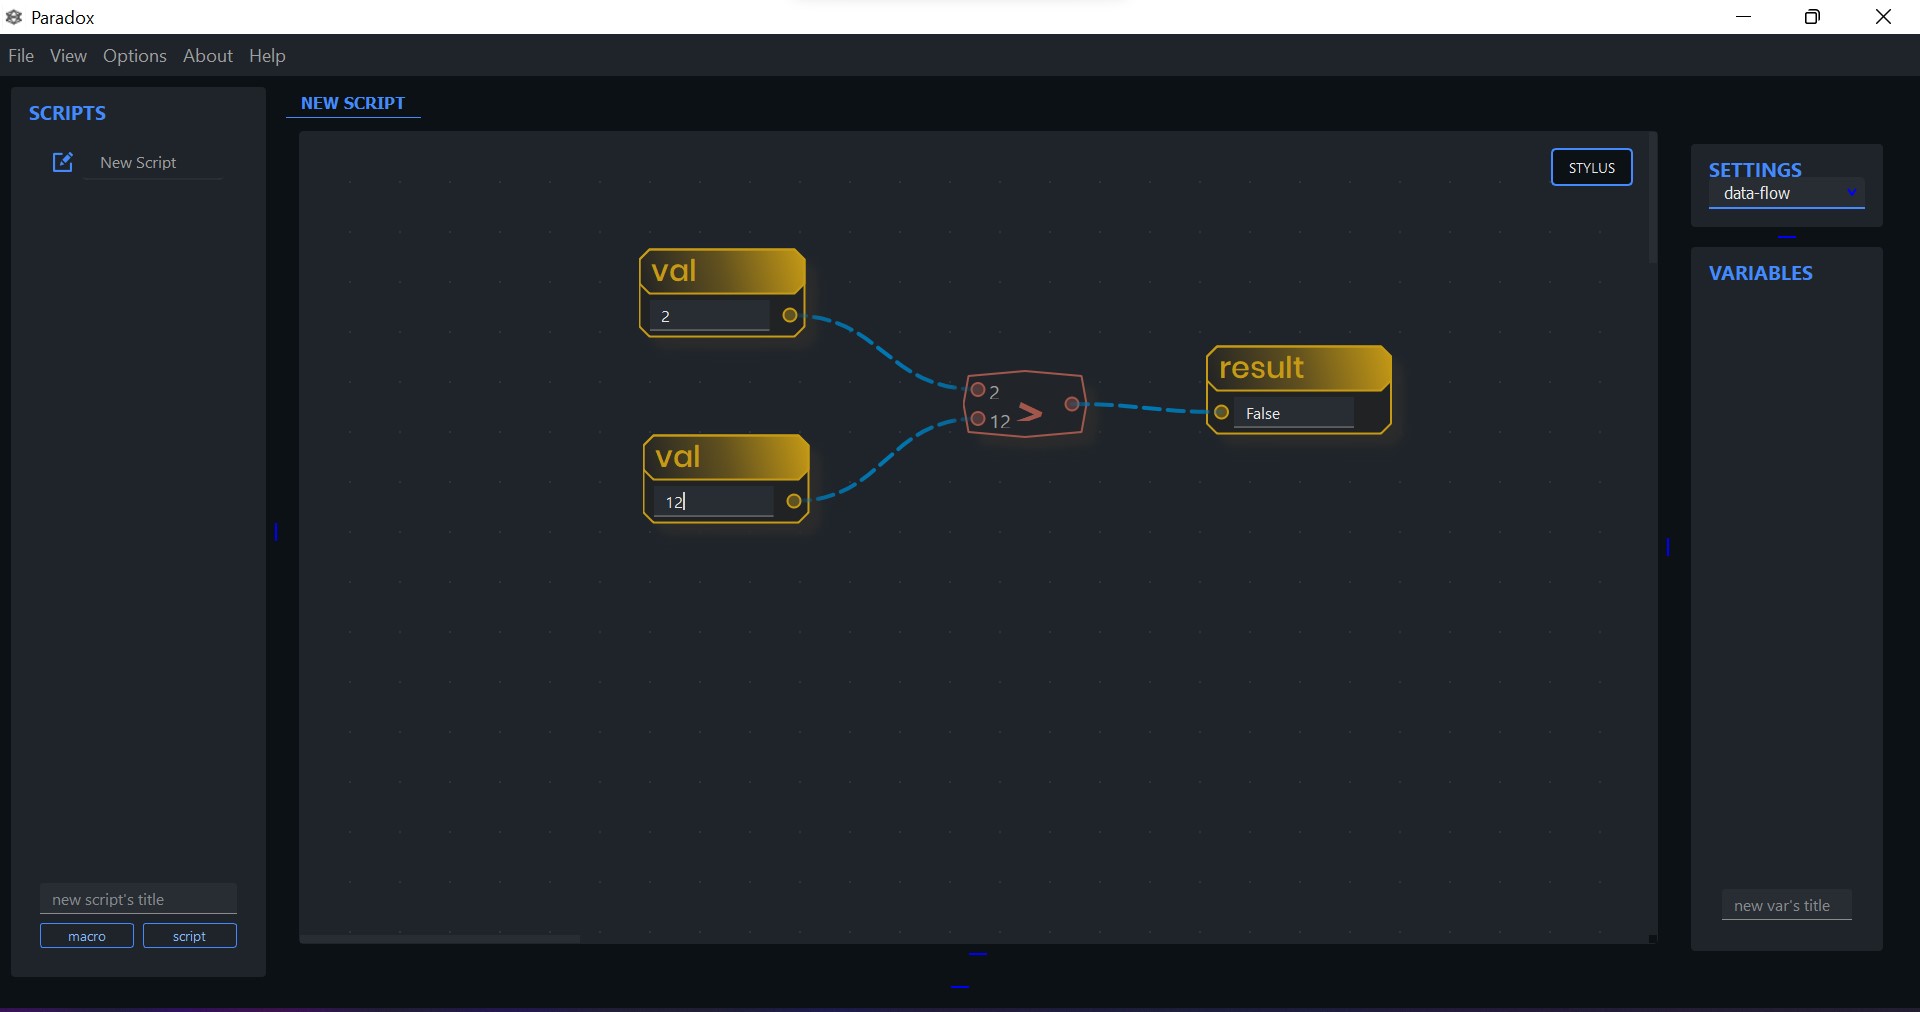 Paradox
File View Options About Help
SCRIPTS
New Script
new script's title
macro script
NEW SCRIPT
STYLUS
val
2
val
12
2
12
>
result
False
SETTINGS
data-flow
VARIABLES
new var's title